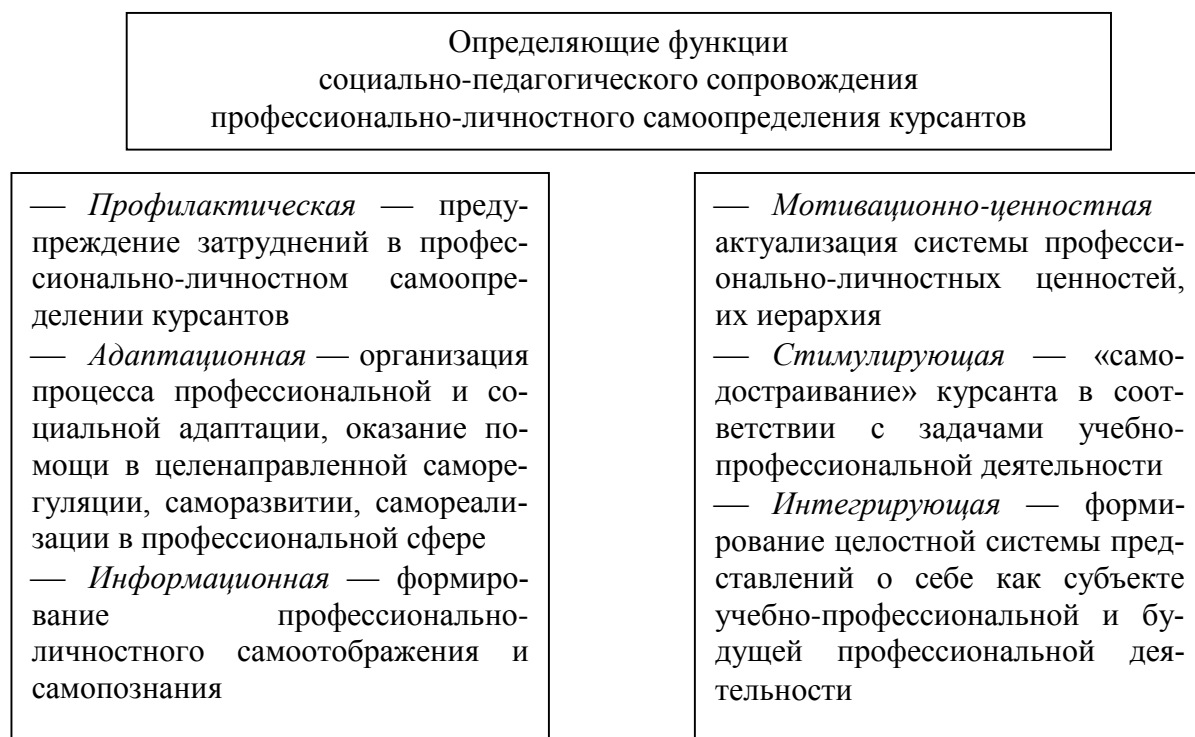 Определяющие функции
социально-педагогического сопровождения
профессионально-личностного самоопределения курсантов
— Профилактическая — преду-
преждение затруднений в профес-
сионально-личностном самоопре-
делении курсантов
— Адаптационная — организация
процесса профессиональной и со-
циальной адаптации, оказание по-
мощи в целенаправленной саморе-
гуляции, саморазвитии, самореали-
зации в профессиональной сфере
— Информационная — формиро-
вание профессионально-
личностного самоотображения и
самопознания
— Мотивационно-ценностная
актуализация системы професси-
онально-личностных ценностей,
их иерархия
— Стимулирующая — «само-
достраивание» курсанта в соот-
ветствии с задачами учебно-
профессиональной деятельности
— Интегрирующая — форми-
рование целостной системы пред-
ставлений о себе как субъекте
учебно-профессиональной и бу-
дущей профессиональной дея-
тельности